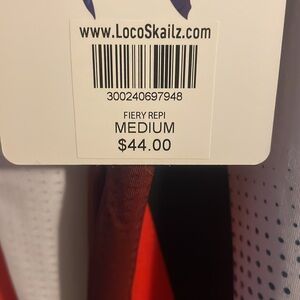 www.LocoSkailz.com
300240697948
FIERY REPI
MEDIUM
$44.00